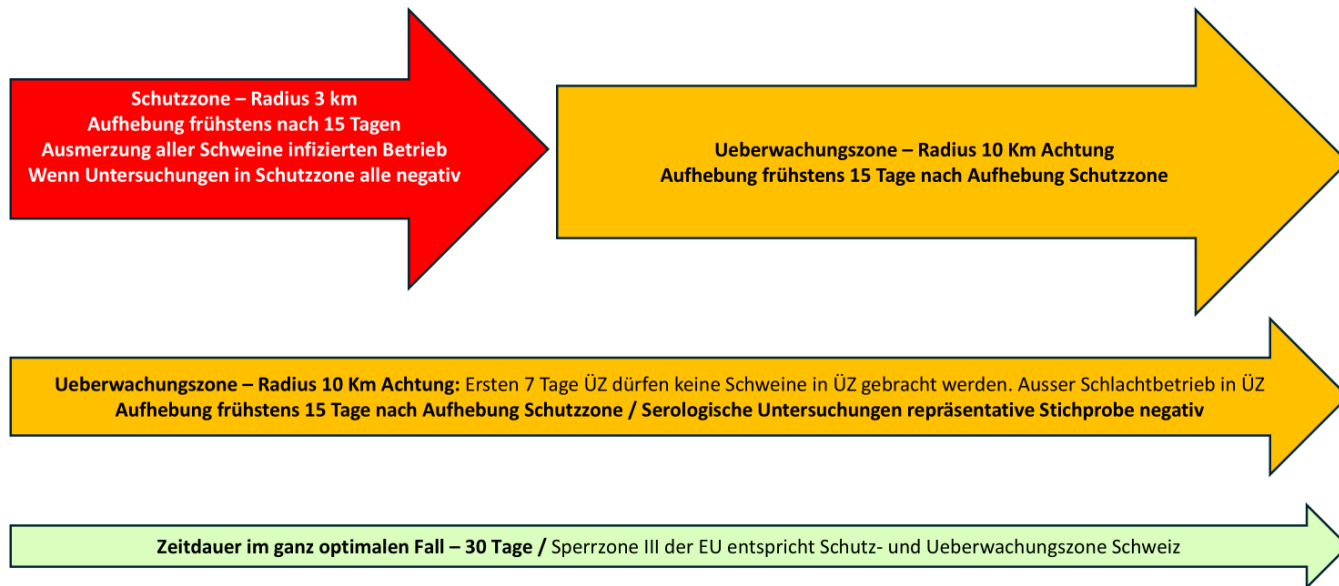 Schutzzone – Radius 3 km
Aufhebung frühstens nach 15 Tagen
Ausmerzung aller Schweine infizierten Betrieb
Wenn Untersuchungen in Schutzzone alle negativ
Ueberwachungszone – Radius 10 Km Achtung
Aufhebung frühstens 15 Tage nach Aufhebung Schutzzone
Ueberwachungszone – Radius 10 Km Achtung: Ersten 7 Tage ÜZ dürfen keine Schweine in ÜZ gebracht werden. Ausser Schlachtbetrieb in ÜZ
Aufhebung frühstens 15 Tage nach Aufhebung Schutzzone / Serologische Untersuchungen repräsentative Stichprobe negativ
Zeitdauer im ganz optimalen Fall – 30 Tage / Sperrzone III der EU entspricht Schutz- und Ueberwachungszone Schweiz